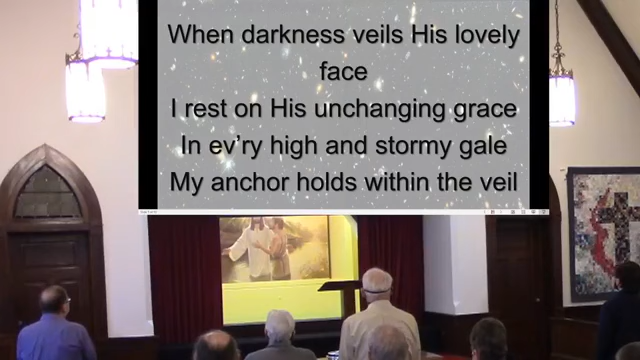 When darkness veils His lovely
face
I rest on His unchanging grace
In ev'ry high and stormy gale
My anchor holds within the veil